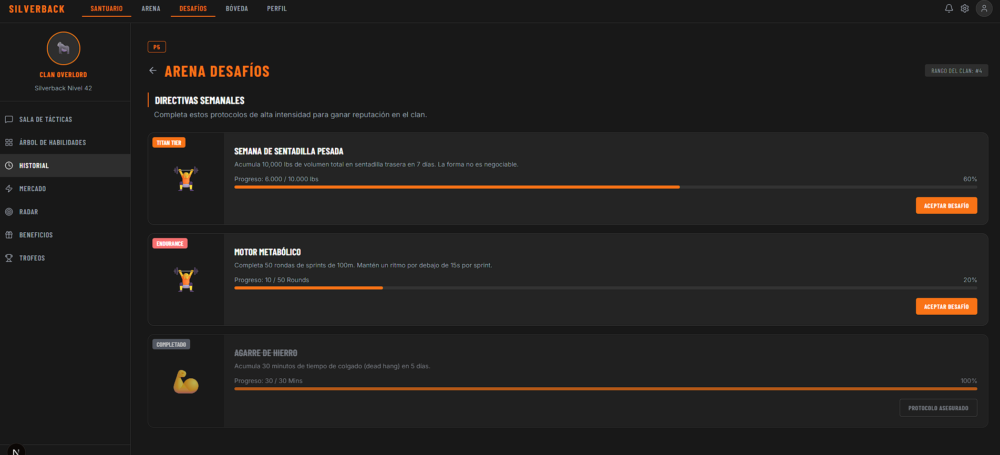 SILVERBACK
SANTUARIO
ARENA
DESAFÍOS
BÓVEDA
PERFIL
CLAN OVERLORD
Silverback Nivel 42
SALA DE TÁCTICAS
ÁRBOL DE HABILIDADES
HISTORIAL
MERCADO
RADAR
BENEFICIOS
TROFEOS
N
P5
ARENA DESAFÍOS
RANGO DEL CLAN: #4
DIRECTIVAS SEMANALES
Completa estos protocolos de alta intensidad para ganar reputación en el clan.
TITAN TIER
SEMANA DE SENTADILLA PESADA
Acumula 10,000 lbs de volumen total en sentadilla trasera en 7 días. La forma no es negociable.
Progreso: 6.000 / 10.000 lbs
60%
ACEPTAR DESAFÍO
ENDURANCE
MOTOR METABÓLICO
Completa 50 rondas de sprints de 100m. Mantén un ritmo por debajo de 15s por sprint.
Progreso: 10 / 50 Rounds
20%
ACEPTAR DESAFÍO
COMPLETADO
AGARRE DE HIERRO
Acumula 30 minutos de tiempo de colgado (dead hang) en 5 días.
Progreso: 30 / 30 Mins
100%
PROTOCOLO ASEGURADO